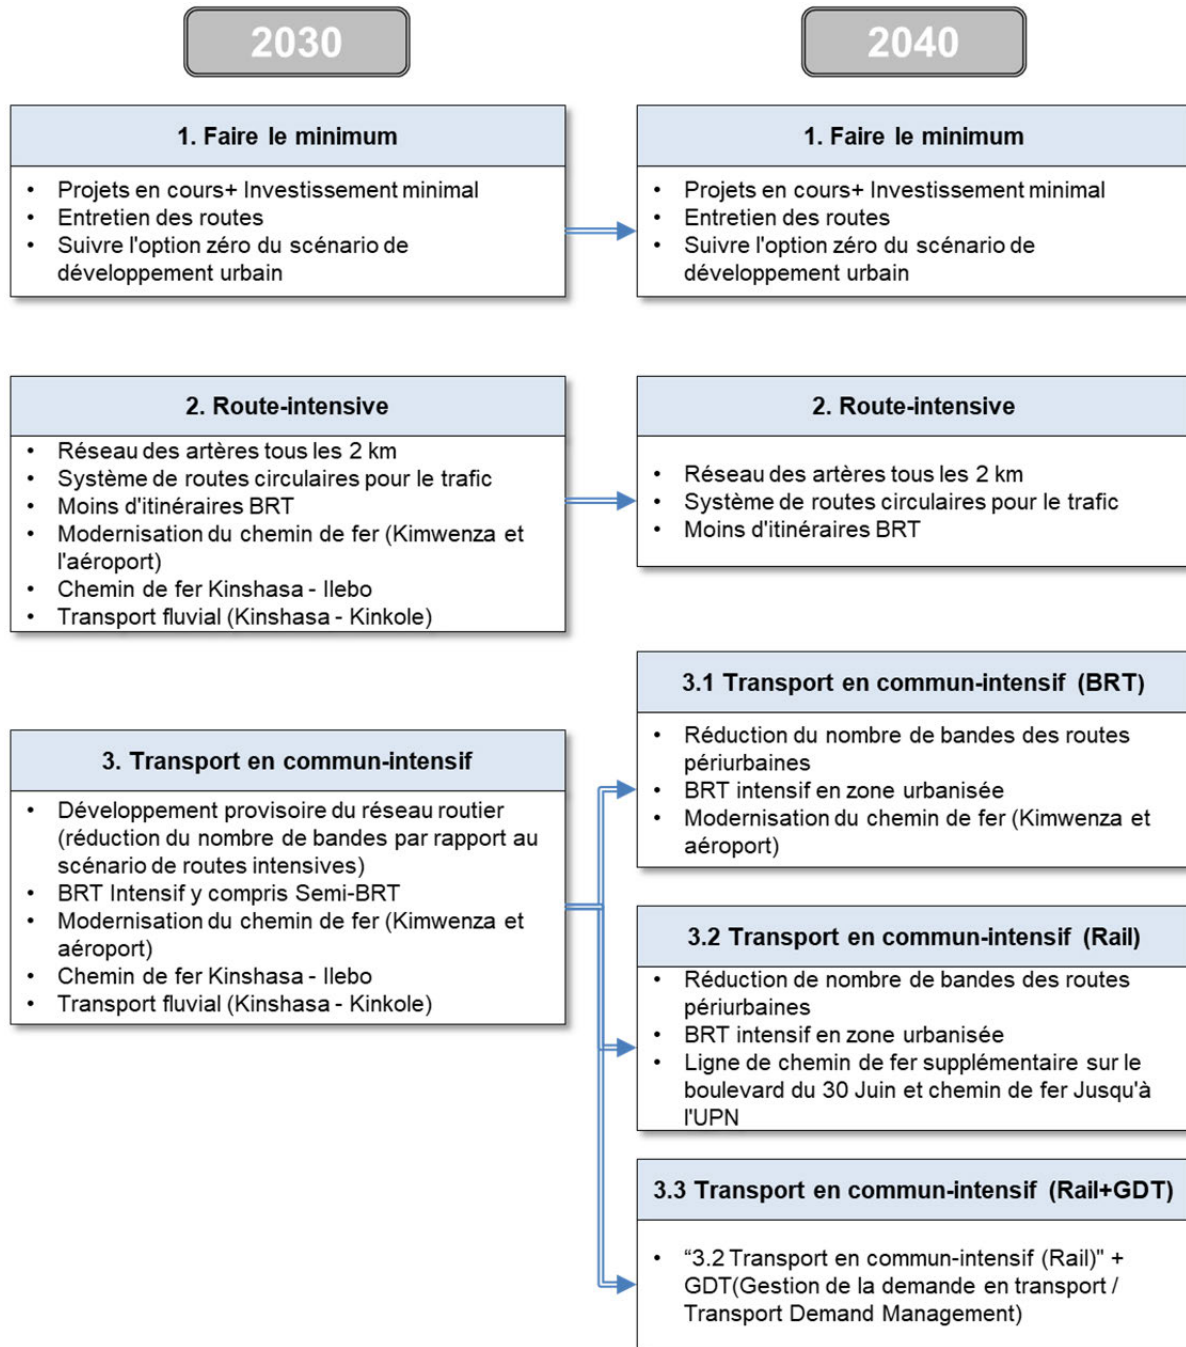 2030
2040
1. Faire le minimum
• Projets en cours+ Investissement minimal
• Entretien des routes
• Suivre l'option zéro du scénario de
développement urbain
1. Faire le minimum
• Projets en cours+ Investissement minimal
• Entretien des routes
• Suivre l'option zéro du scénario de
développement urbain
2. Route-intensive
• Réseau des artères tous les 2 km
• Système de routes circulaires pour le trafic
• Moins d'itinéraires BRT
• Modernisation du chemin de fer (Kimwenza et
l'aéroport)
• Chemin de fer Kinshasa - Ilebo
• Transport fluvial (Kinshasa - Kinkole)
2. Route-intensive
• Réseau des artères tous les 2 km
• Système de routes circulaires pour le trafic
• Moins d'itinéraires BRT
3. Transport en commun-intensif
• Développement provisoire du réseau routier
(réduction du nombre de bandes par rapport au
scénario de routes intensives)
• BRT Intensif y compris Semi-BRT
• Modernisation du chemin de fer (Kimwenza et
aéroport)
• Chemin de fer Kinshasa - Ilebo
• Transport fluvial (Kinshasa - Kinkole)
3.1 Transport en commun-intensif (BRT)
• Réduction du nombre de bandes des routes
périurbaines
• BRT intensif en zone urbanisée
• Modernisation du chemin de fer (Kimwenza et
aéroport)
3.2 Transport en commun-intensif (Rail)
• Réduction de nombre de bandes des routes
périurbaines
• BRT intensif en zone urbanisée
• Ligne de chemin de fer supplémentaire sur le
boulevard du 30 Juin et chemin de fer Jusqu'à
l'UPN
3.3 Transport en commun-intensif (Rail+GDT)
• “3.2 Transport en commun-intensif (Rail)" +
GDT(Gestion de la demande en transport /
Transport Demand Management)